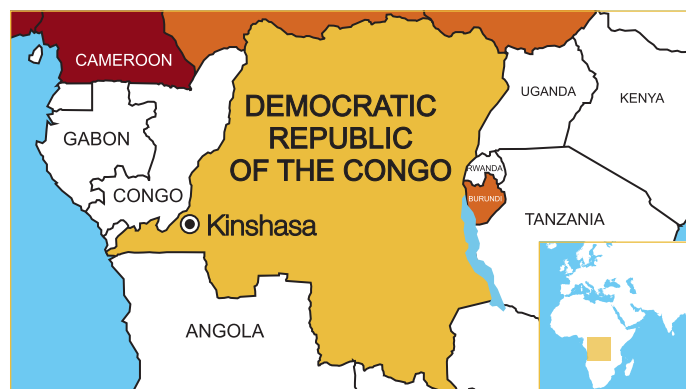 CAMEROON
UGANDA
KENYA
DEMOCRATIC
REPUBLIC
OF THE CONGO
GABON
RWANDA
CONGO
BURUNDI
Kinshasa
TANZANIA
ANGOLA